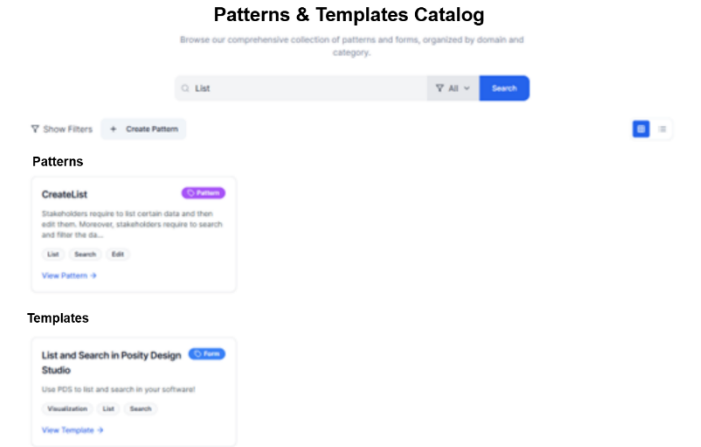 Patterns & Templates Catalog
Browse our comprehensive collection of patterns and forms, organized by domain and
category.
List
All
Search
Show Filters
+ Create Pattern
Patterns
CreateList
Pattern
Stakeholders require to list certain data and then
edit them. Moreover, stakeholders require to search
and filter the da...
List
Search
Edit
View Pattern →
Templates
List and Search in Posity Design
Studio
Form
Use PDS to list and search in your software!
Visualization
List
Search
View Template →